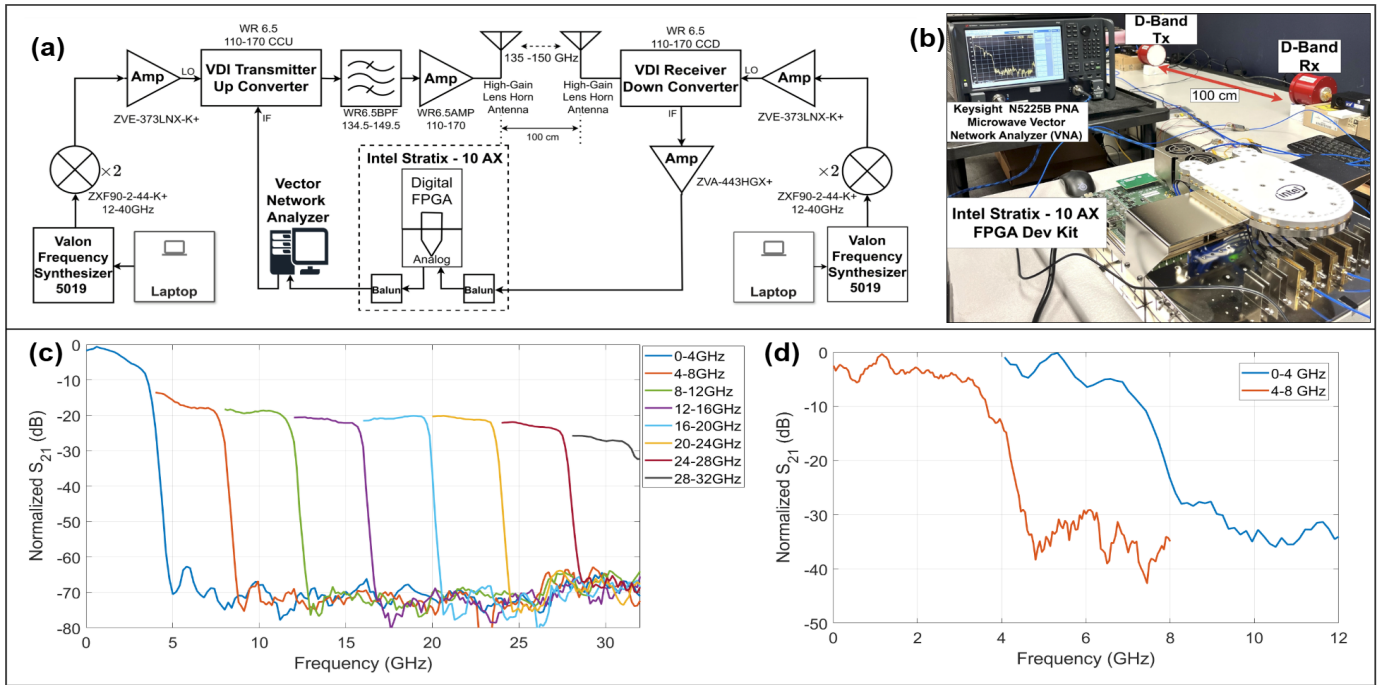 (a)
WR 6.5
110-170 CCU
Amp
LO
VDI Transmitter
Up Converter
ZVE-373LNX-K+
IF
WR6.5BPF
134.5-149.5
Amp
WR6.5AMP
110-170
135 -150 GHz
High-Gain
Lens Horn
Antenna
High-Gain
Lens Horn
Antenna
100 cm
WR 6.5
110-170 CCD
VDI Receiver
Down Converter
LO
Amp
ZVE-373LNX-K+
IF
Amp
ZVA-443HGX+
×2
ZXF90-2-44-K+
12-40GHz
Valon
Frequency
Synthesizer
5019
Laptop
Vector
Network
Analyzer
Intel Stratix - 10 AX
Digital
FPGA
Analog
Balun
Balun
×2
ZXF90-2-44-K+
12-40GHz
Laptop
Valon
Frequency
Synthesizer
5019
(b)
D-Band
Tx
D-Band
Rx
100 cm
Keysight N5225B PNA
Microwave Vector
Network Analyzer (VNA)
intel
Intel Stratix - 10 AX
FPGA Dev Kit
(c)
Normalized S21 (dB)
0
-10
-20
-30
-40
-50
-60
-70
-80
0 5 10 15 20 25 30
Frequency (GHz)
0-4GHz
4-8GHz
8-12GHz
12-16GHz
16-20GHz
20-24GHz
24-28GHz
28-32GHz
(d)
Normalized S21 (dB)
0
-10
-20
-30
-40
-50
0 2 4 6 8 10 12
Frequency (GHz)
0-4 GHz
4-8 GHz